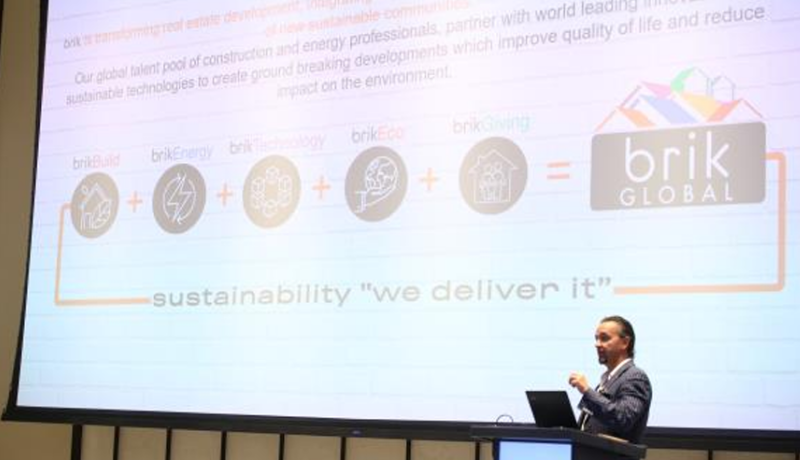 brik is transforming real estate development, integrating
of new sustainable communities.
Our global talent pool of construction and energy professionals, partner with world leading
sustainable technologies to create ground breaking developments which improve quality of life and reduce
impact on the environment.
brikBuild brikEnergy brikTechnology brikEco brikGiving
+ + + + =
brik
GLOBAL
sustainability "we deliver it"